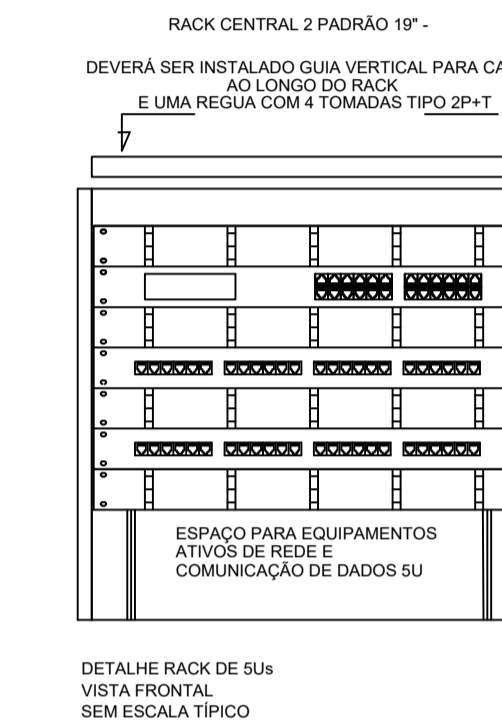 RACK CENTRAL 2 PADRÃO 19" -
DEVERÁ SER INSTALADO GUIA VERTICAL PARA CA
AO LONGO DO RACK
E UMA REGUA COM 4 TOMADAS TIPO 2P+T
ESPAÇO PARA EQUIPAMENTOS
ATIVOS DE REDE E
COMUNICAÇÃO DE DADOS 5U
DETALHE RACK DE 5Us
VISTA FRONTAL
SEM ESCALA TÍPICO